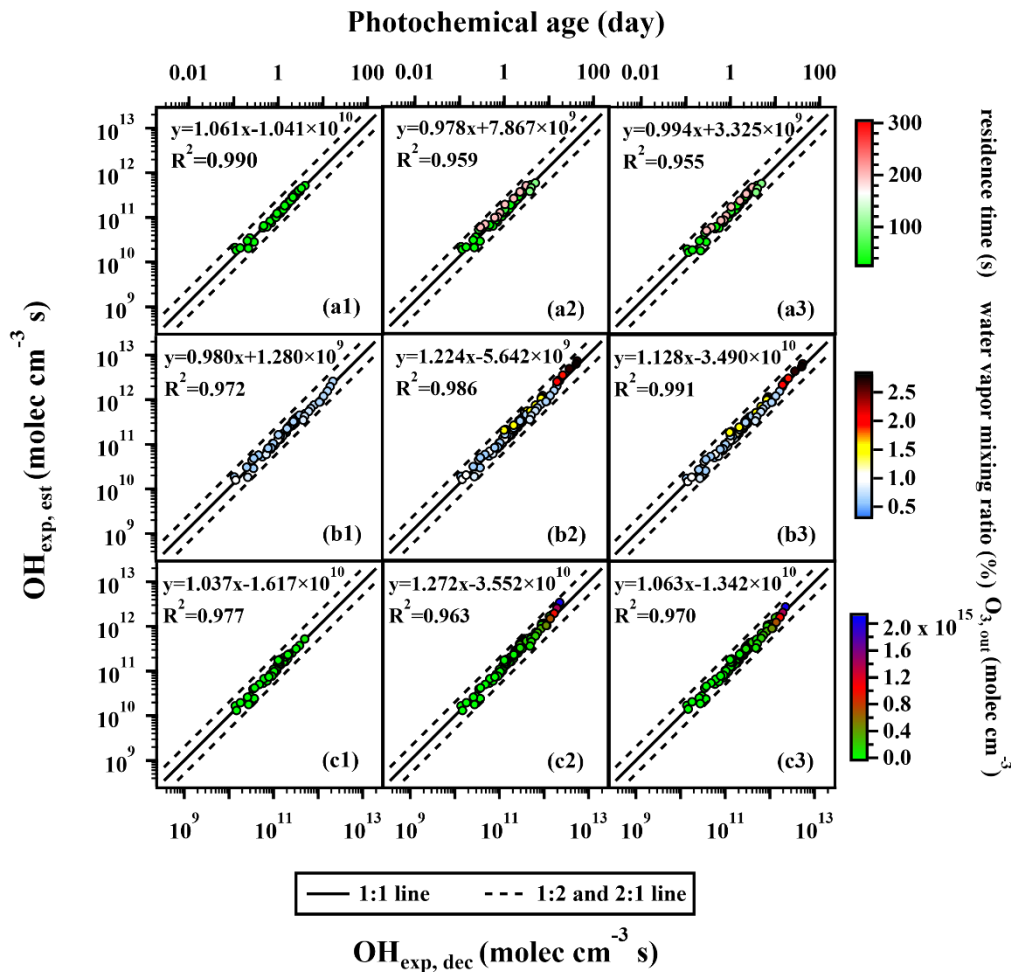 Photochemical age (day)
0.01 1 100 0.01 1 100 0.01 1 100
10^13 10^12 10^11 10^10 10^9
y=1.061x-1.041×10^10
R^2=0.990
(a1)
y=0.978x+7.867×10^9
R^2=0.959
(a2)
y=0.994x+3.325×10^9
R^2=0.955
(a3)
300
200
100
residence time (s)
10^13 10^12 10^11 10^10 10^9
y=0.980x+1.280×10^9
R^2=0.972
(b1)
y=1.224x-5.642×10^9
R^2=0.986
(b2)
y=1.128x-3.490×10^10
R^2=0.991
(b3)
2.5
2.0
1.5
1.0
0.5
water vapor mixing ratio (%)
10^13 10^12 10^11 10^10 10^9
y=1.037x-1.617×10^10
R^2=0.977
(c1)
y=1.272x-3.552×10^10
R^2=0.963
(c2)
y=1.063x-1.342×10^10
R^2=0.970
(c3)
2.0 x 10^15
1.6
1.2
0.8
0.4
0.0
O3,out (molec cm^-3)
OHexp, est (molec cm^-3 s)
10^9 10^11 10^13 10^9 10^11 10^13 10^9 10^11 10^13
1:1 line 1:2 and 2:1 line
OHexp, dec (molec cm^-3 s)